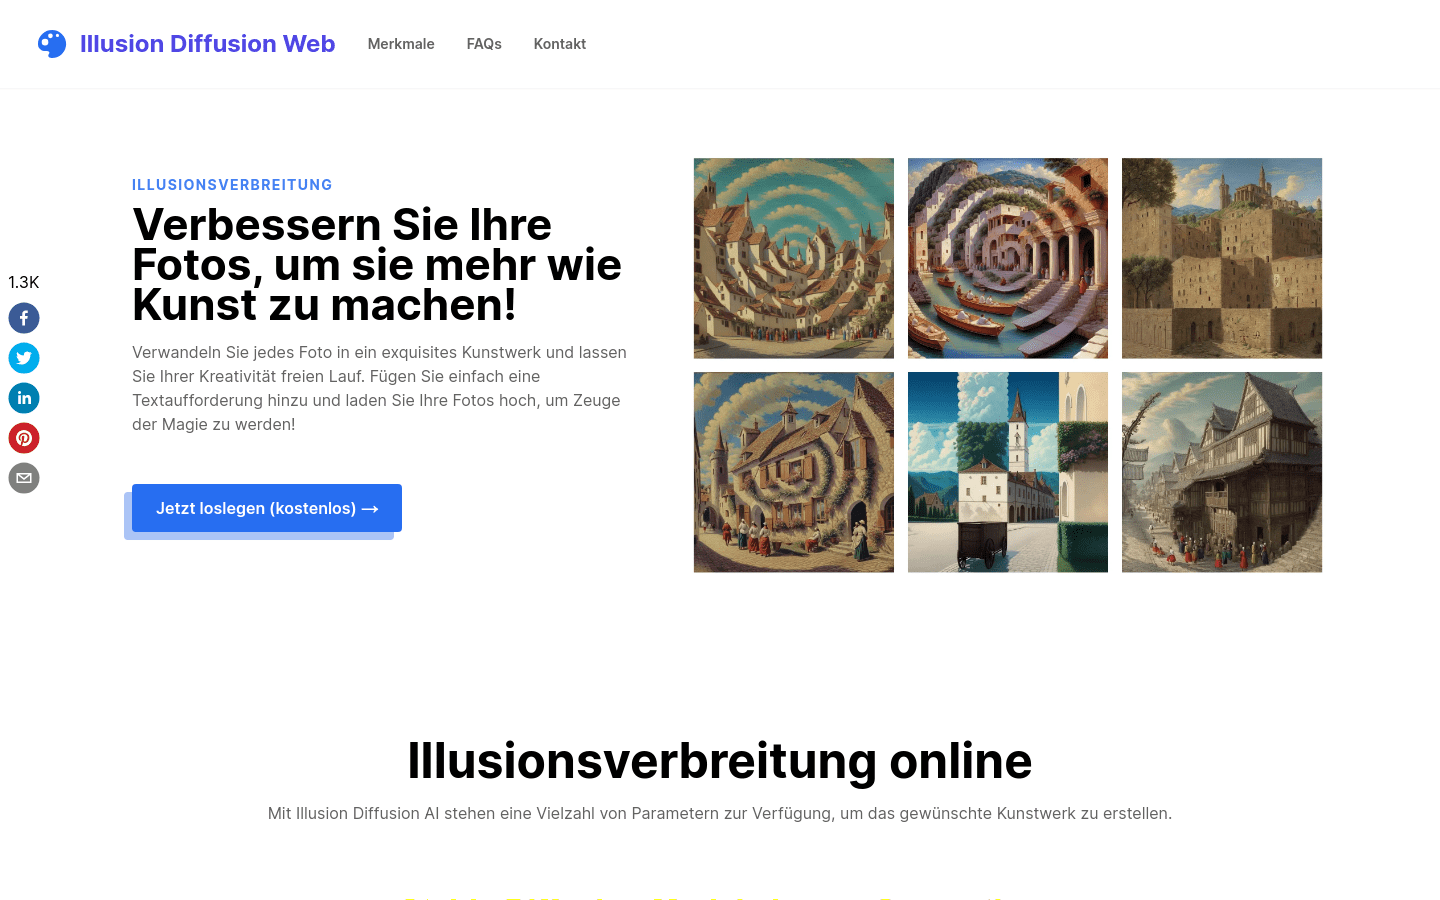 Illusion Diffusion Web
Merkmale
FAQs
Kontakt
ILLUSIONSVERBREITUNG
Verbessern Sie Ihre
Fotos, um sie mehr wie
Kunst zu machen!
1.3K
Verwandeln Sie jedes Foto in ein exquisites Kunstwerk und lassen
Sie Ihrer Kreativität freien Lauf. Fügen Sie einfach eine
Textaufforderung hinzu und laden Sie Ihre Fotos hoch, um Zeuge
der Magie zu werden!
Jetzt loslegen (kostenlos) →
Illusionsverbreitung online
Mit Illusion Diffusion AI stehen eine Vielzahl von Parametern zur Verfügung, um das gewünschte Kunstwerk zu erstellen.